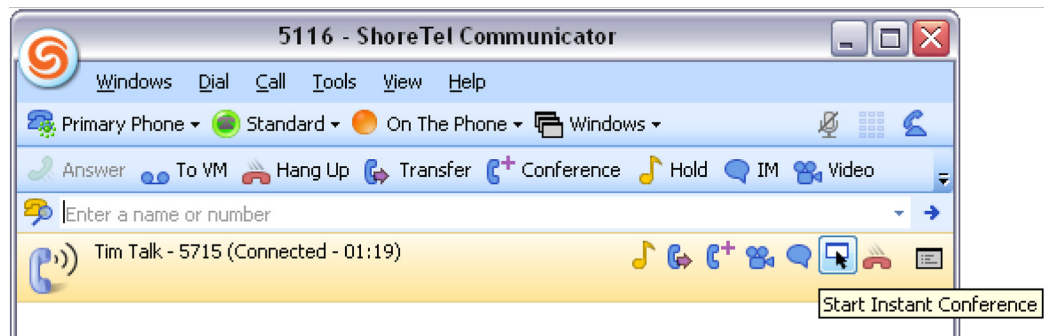 5116 - ShoreTel Communicator
Windows Dial Call Tools View Help
Primary Phone Standard On The Phone Windows
Answer To VM Hang Up Transfer Conference Hold IM Video
Enter a name or number
Tim Talk - 5715 (Connected - 01:19)
Start Instant Conference